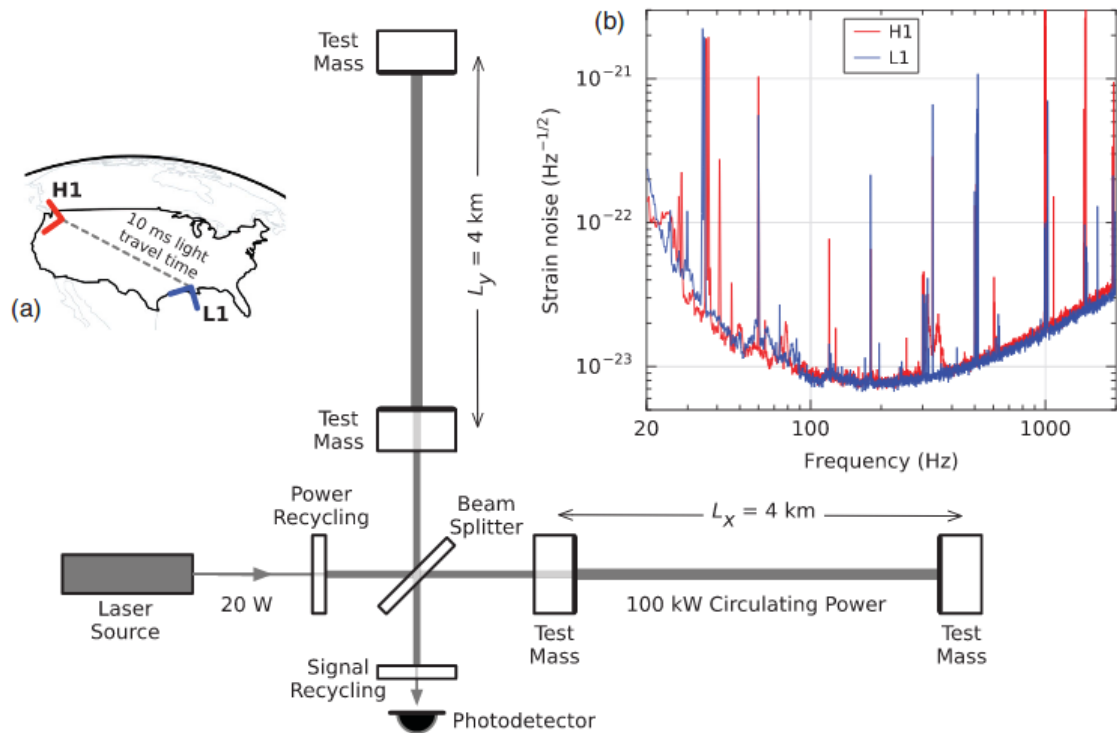 (a)
H1
10 ms light
travel time
L1
Test
Mass
L_y = 4 km
Test
Mass
Power
Recycling
Beam
Splitter
Laser
Source
20 W
Signal
Recycling
Photodetector
L_x = 4 km
100 kW Circulating Power
Test
Mass
Test
Mass
(b)
H1
L1
Strain noise (Hz^{-1/2})
10^{-21}
10^{-22}
10^{-23}
20
100
1000
Frequency (Hz)